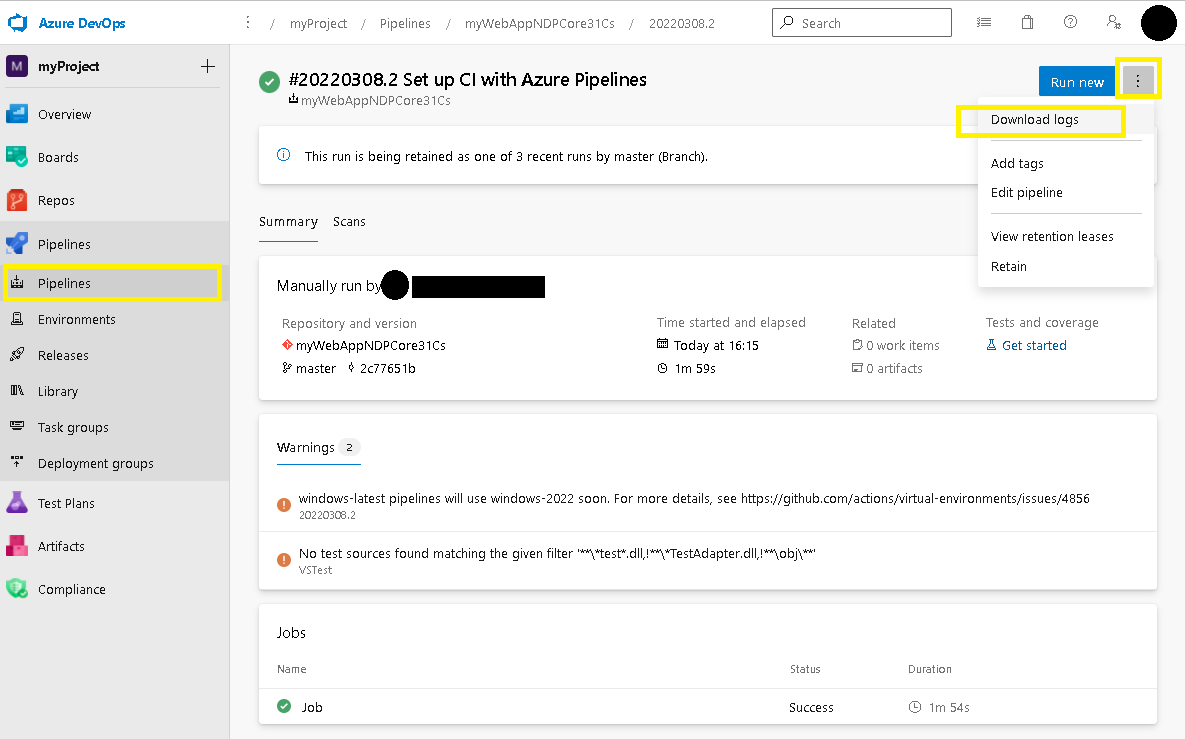 Azure DevOps
/ myProject / Pipelines / myWebAppNDPCore31Cs / 20220308.2
Search
M myProject
Overview
Boards
Repos
Pipelines
Pipelines
Environments
Releases
Library
Task groups
Deployment groups
Test Plans
Artifacts
Compliance
#20220308.2 Set up CI with Azure Pipelines
myWebAppNDPCore31Cs
Run new
Download logs
Add tags
Edit pipeline
View retention leases
Retain
This run is being retained as one of 3 recent runs by master (Branch).
Summary Scans
Manually run by
Repository and version
myWebAppNDPCore31Cs
master 2c77651b
Time started and elapsed
Today at 16:15
1m 59s
Related
0 work items
0 artifacts
Tests and coverage
Get started
Warnings 2
windows-latest pipelines will use windows-2022 soon. For more details, see https://github.com/actions/virtual-environments/issues/4856
20220308.2
No test sources found matching the given filter '**\*test*.dll,!**\*TestAdapter.dll,!**\obj\**'
VSTest
Jobs
Name Status Duration
Job Success 1m 54s